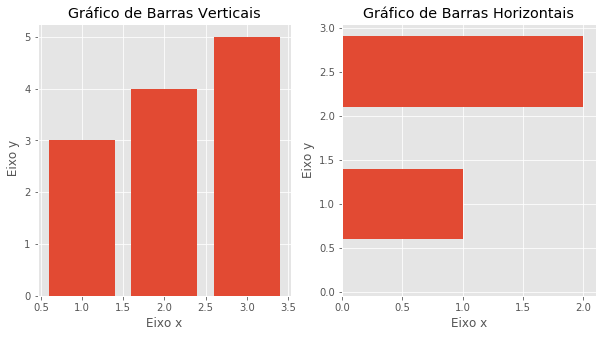 Gráfico de Barras Verticais
5
4
3
2
1
0
Eixo y
0.5 1.0 1.5 2.0 2.5 3.0 3.5
Eixo x
Gráfico de Barras Horizontais
3.0
2.5
2.0
1.5
1.0
0.5
0.0
Eixo y
0.0 0.5 1.0 1.5 2.0
Eixo x